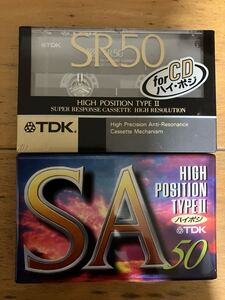 SR50
TDK
for CD
ハイ・ポジ
HIGH POSITION TYPE II
SUPER RESPONSE CASSETTE HIGH RESOLUTION
TDK
High Precision Anti-Resonance
Cassette Mechanism
SA
HIGH
POSITION
TYPE II
ハイポジ
TDK
50